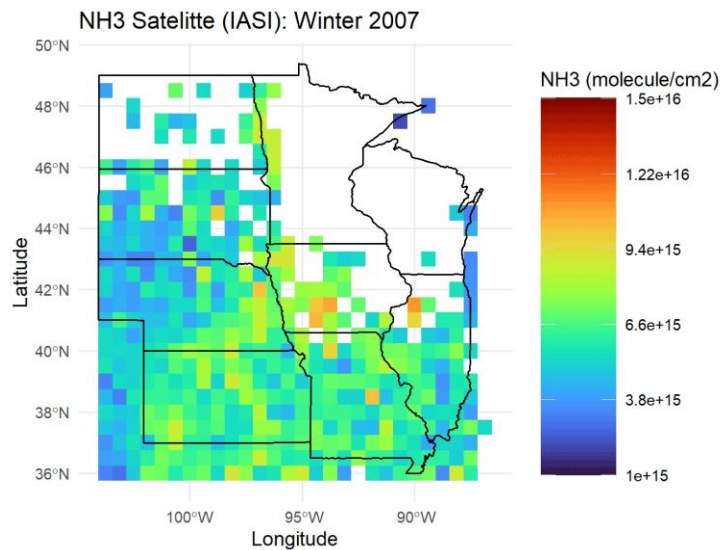 NH3 Satelitte (IASI): Winter 2007
50°N
48°N
46°N
44°N
42°N
40°N
38°N
36°N
Latitude
100°W
95°W
90°W
Longitude
NH3 (molecule/cm2)
1.5e+16
1.22e+16
9.4e+15
6.6e+15
3.8e+15
1e+15